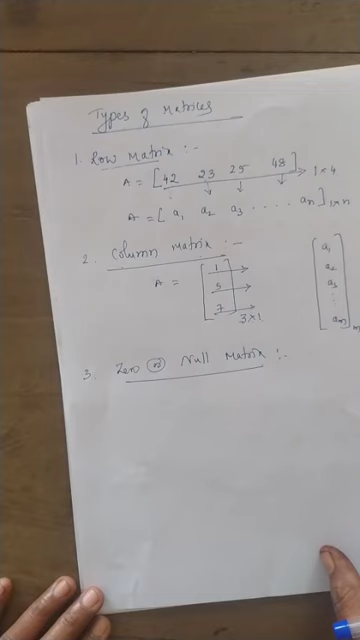 Types of Matrices
1. Row Matrix :-
A = [42 23 25 48] 1×4
A = [ a1 a2 a3 .... an ] 1×n
2. Column Matrix :-
A = [ 1
5
7 ] 3×1
[ a1
a2
a3
:
am ] m
3. Zero or Null Matrix :-